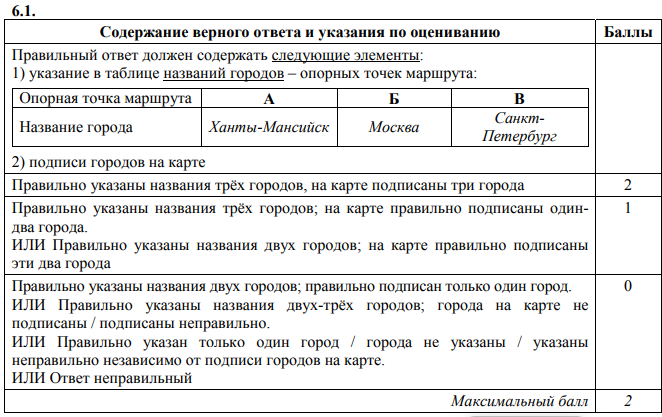 6.1.
Содержание верного ответа и указания по оцениванию Баллы
Правильный ответ должен содержать следующие элементы:
1) указание в таблице названий городов – опорных точек маршрута:
Опорная точка маршрута А Б В
Название города Ханты-Мансийск Москва Санкт-
Петербург
2) подписи городов на карте
Правильно указаны названия трёх городов, на карте подписаны три города 2
Правильно указаны названия трёх городов; на карте правильно подписаны один- 1
два города.
ИЛИ Правильно указаны названия двух городов; на карте правильно подписаны
эти два города
Правильно указаны названия двух городов; правильно подписан только один город. 0
ИЛИ Правильно указаны названия двух-трёх городов; города на карте не
подписаны / подписаны неправильно.
ИЛИ Правильно указан только один город / города не указаны / указаны
неправильно независимо от подписи городов на карте.
ИЛИ Ответ неправильный
Максимальный балл 2